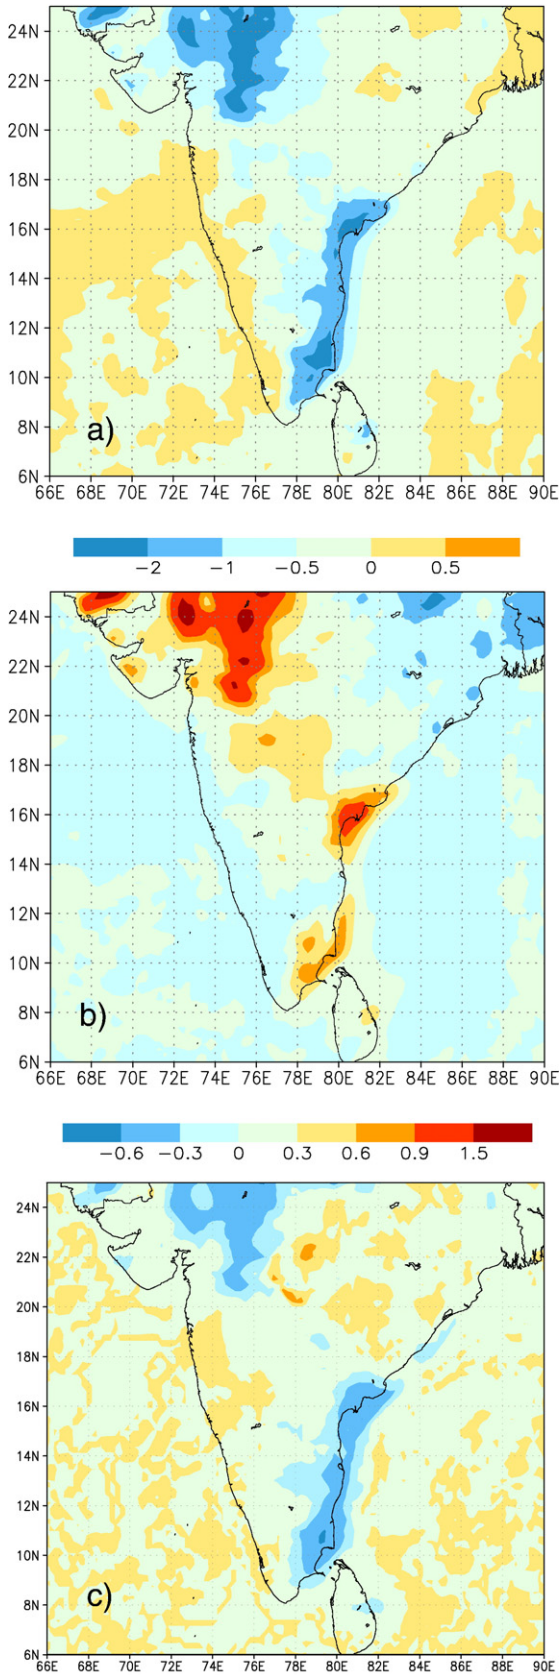 24N
22N
20N
18N
16N
14N
12N
10N
8N
6N
a)
66E 68E 70E 72E 74E 76E 78E 80E 82E 84E 86E 88E 90E
−2 −1 −0.5 0 0.5
24N
22N
20N
18N
16N
14N
12N
10N
8N
6N
b)
66E 68E 70E 72E 74E 76E 78E 80E 82E 84E 86E 88E 90E
−0.6 −0.3 0 0.3 0.6 0.9 1.5
24N
22N
20N
18N
16N
14N
12N
10N
8N
6N
c)
66E 68E 70E 72E 74E 76E 78E 80E 82E 84E 86E 88E 90E